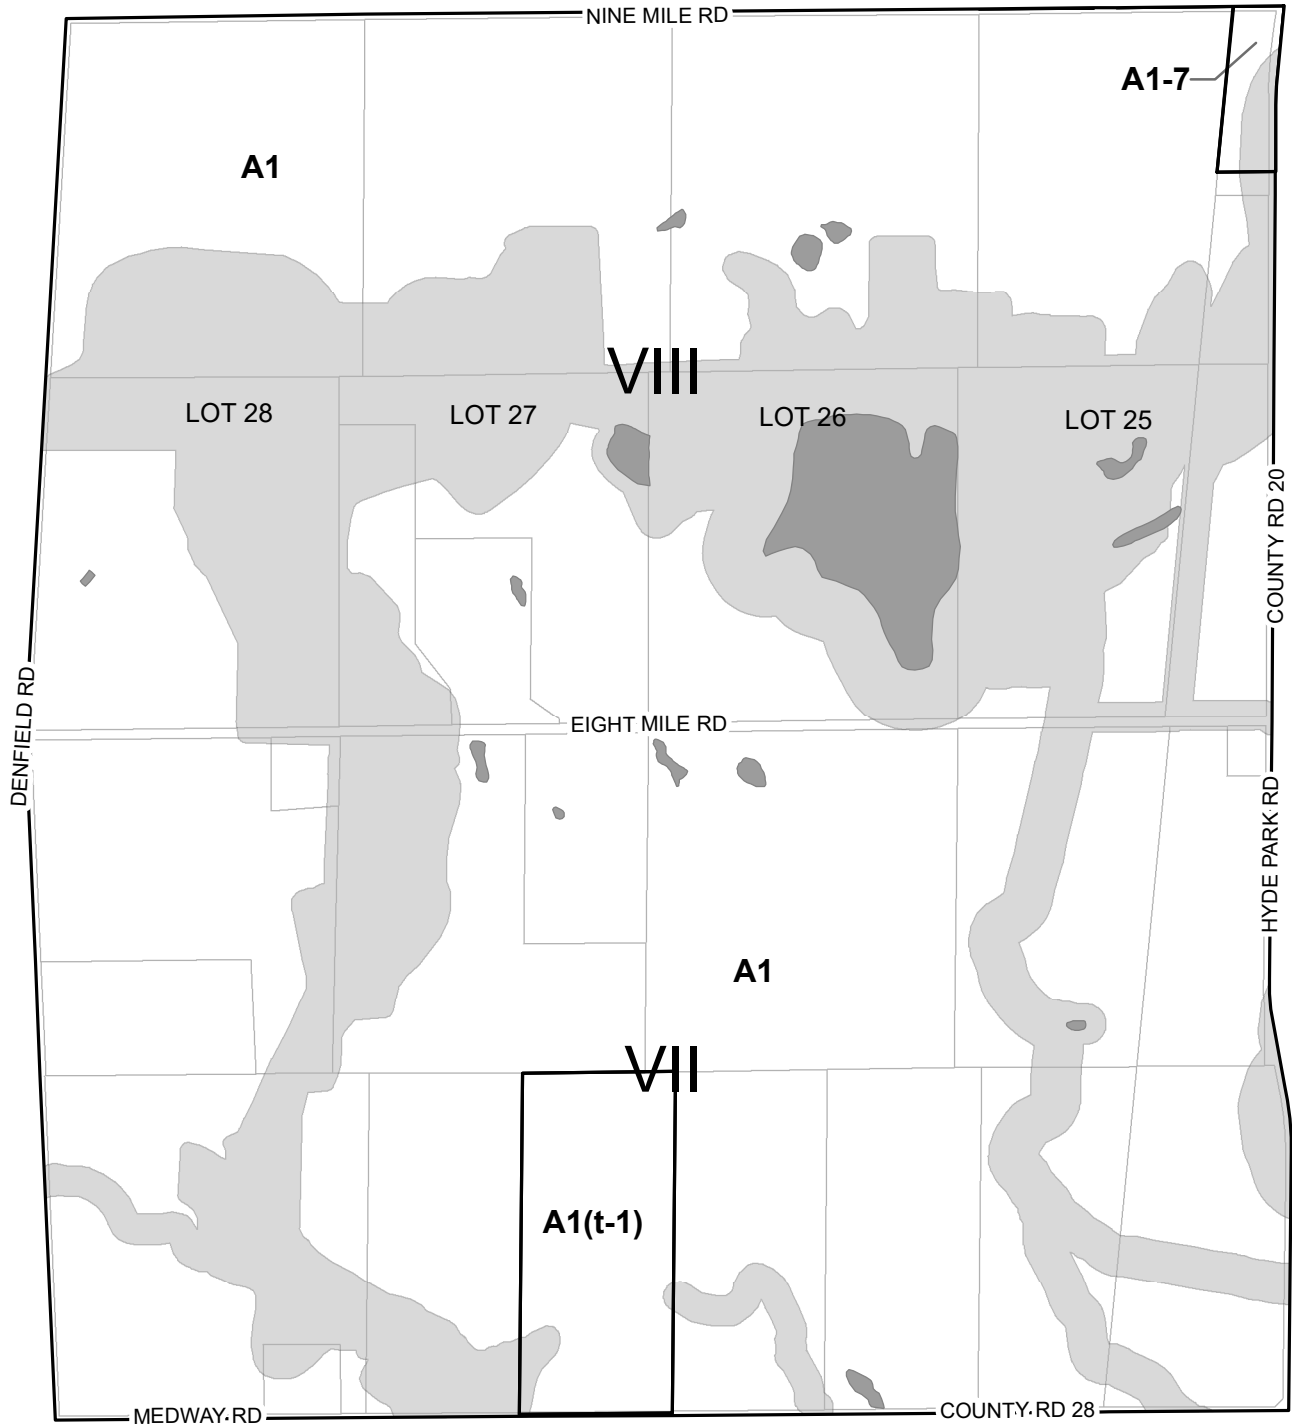 NINE MILE RD
A1-7
A1
VIII
LOT 28
LOT 27
LOT 26
LOT 25
COUNTY RD 20
DENFIELD RD
EIGHT MILE RD
HYDE PARK RD
A1
VII
A1(t-1)
MEDWAY RD
COUNTY RD 28